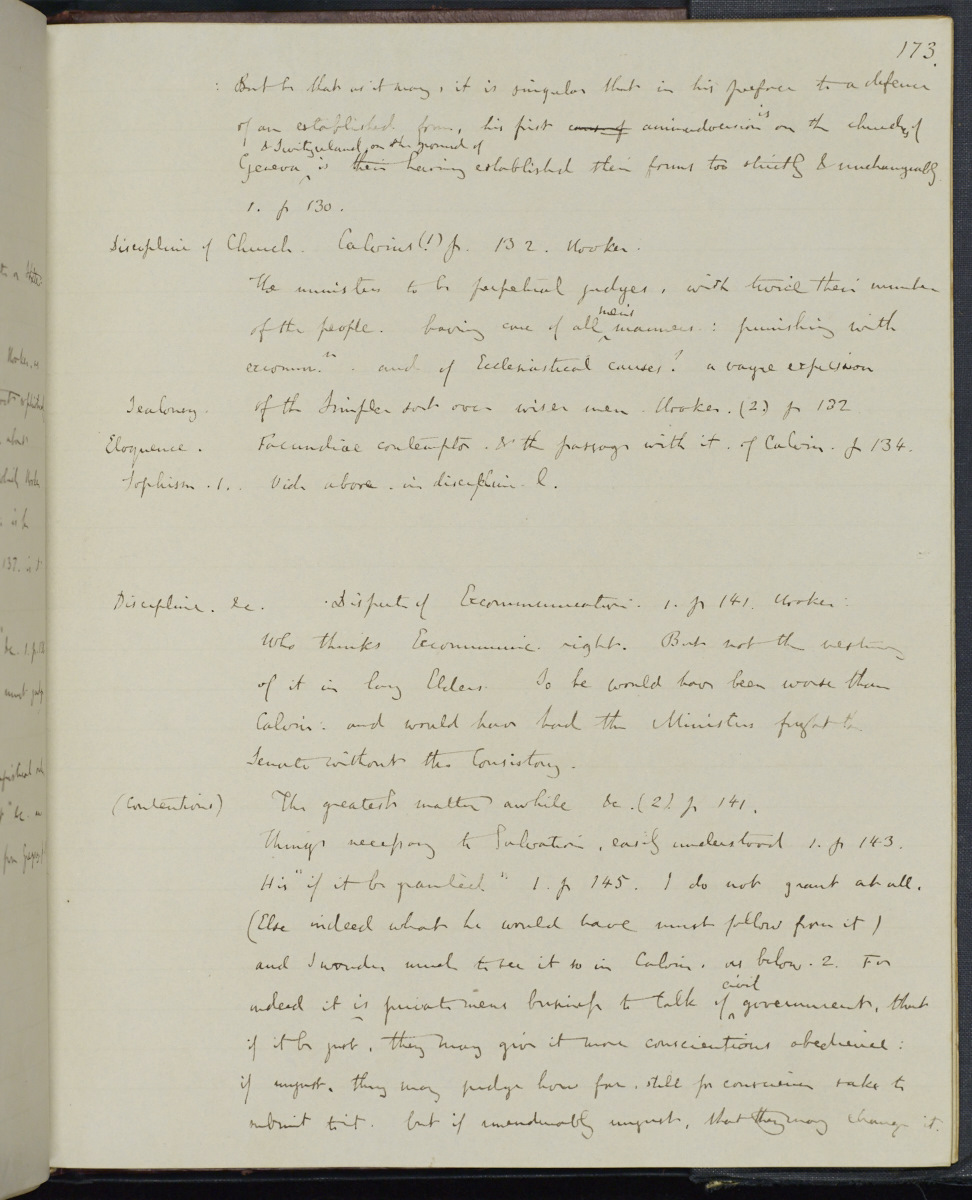 173.
: But be that as it may, it is singular that in his preface to a defence
of an established form, his first cause of animadversion is on the churches of
Geneva & Switzerland, on the ground of is their having established their forms too strictly & unchangeably
1. p 130.
Discipline of Church. Calvins (!) p. 132. Hooker.
The ministers to be perpetual judges, with twice their number
of the people. having care of all mens manners: punishing with
excommn. and of Ecclesiastical causes! a vague expression
Jealousy. of the Simpler sort over wiser men. Hooker. (2) p 132
Eloquence. Facundiae contemptor. & the passage with it. of Calvin. p 134.
Sophism. 1. Vide above. in discipline.
Discipline. &c. Dispute of Excommunication. 1. p 141. Hooker:
Who thinks Excommunic. right. But not the vesting
of it in lay Elders. So he would have been worse than
Calvin: and would have had the Ministers fight the
Senate without the Consistory.
(Contentions) The greatest matter awhile &c. (2). p 141.
Things necessary to Salvation, easily understood 1. p 143.
His "if it be granted" 1. p 145. I do not grant at all.
(Else indeed what he would have must follow from it)
and I wonder much to see it so in Calvin. as below. 2. For
indeed it is private mens business to talk of civil government, that
if it be just, they may give it more conscientious obedience:
if unjust, they may judge how far. still for conscience sake to
submit to it. but if unendurably unjust, that they may change it.